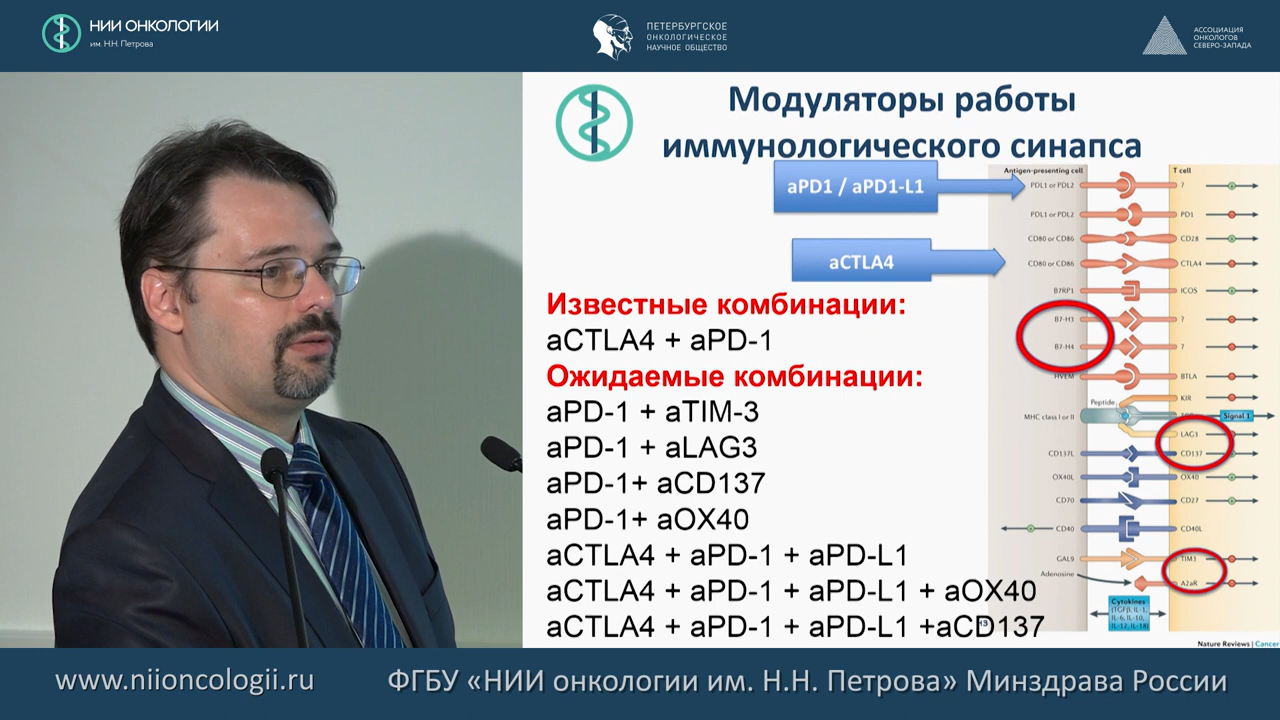 НИИ ОНКОЛОГИИ
им. Н.Н. Петрова
ПЕТЕРБУРГСКОЕ
ОНКОЛОГИЧЕСКОЕ
НАУЧНОЕ ОБЩЕСТВО
АССОЦИАЦИЯ
ОНКОЛОГОВ
СЕВЕРО-ЗАПАДА
Модуляторы работы
иммунологического синапса
aPD1 / aPD1-L1
aCTLA4
Известные комбинации:
aCTLA4 + aPD-1
Ожидаемые комбинации:
aPD-1 + aTIM-3
aPD-1 + aLAG3
aPD-1+ aCD137
aPD-1+ aOX40
aCTLA4 + aPD-1 + aPD-L1
aCTLA4 + aPD-1 + aPD-L1 + aOX40
aCTLA4 + aPD-1 + aPD-L1 +aCD137
Antigen-presenting cell T cell
PDL1 or PDL2 ?
PDL1 or PDL2 PD1
CD80 or CD86 CD28
CD80 or CD86 CTLA4
B7RP1 ICOS
B7-H3 ?
B7-H4 ?
HVEM BTLA
KIR
Peptide
MHC class I or II Signal 1
LAG3
CD137L CD137
OX40L OX40
CD70 CD27
CD40 CD40L
GAL9 TIM3
Adenosine A2aR
Cytokines
(TGFβ, IL-1,
IL-6, IL-10,
IL-12, IL-18)
Nature Reviews | Cancer
www.niioncologii.ru
ФГБУ «НИИ онкологии им. Н.Н. Петрова» Минздрава России